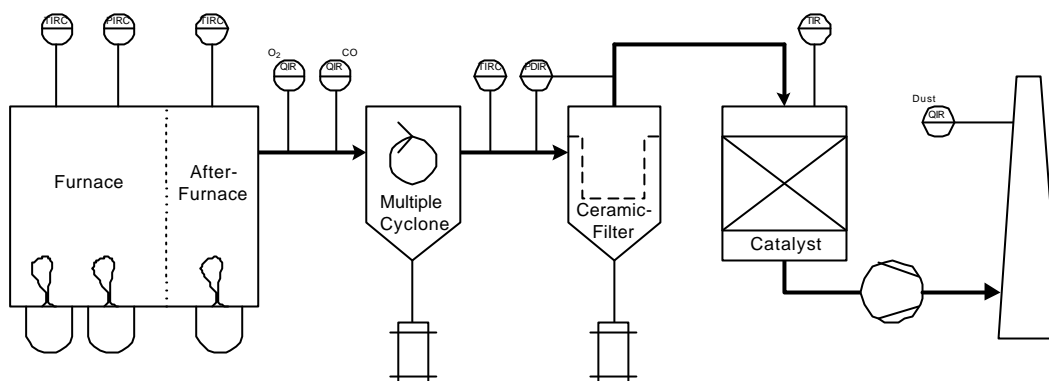 TIRC
PIRC
TIRC
TIR
O2
CO
QIR
QIR
TIRC
PDIR
Dust
QIR
Furnace
After-
Furnace
Multiple
Cyclone
Ceramic-
Filter
Catalyst